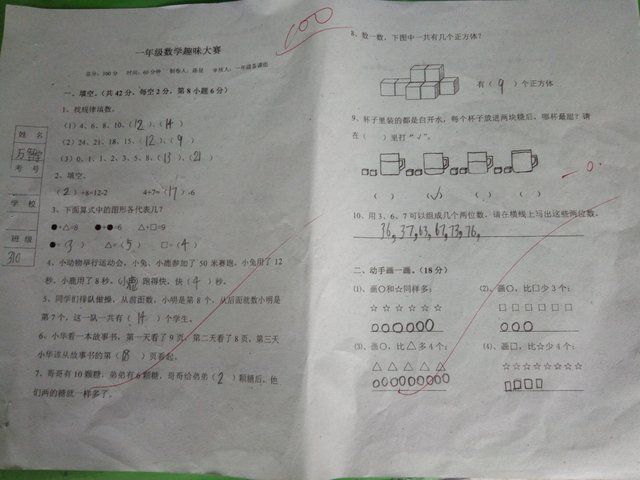 100
一年级数学趣味大赛
总分:100分 时间:60分钟
一、填空。(共42分,每空2分,第8小题6分)
1、找规律填数。
(1)4、6、8、10、(12)、(14)
(2)24、21、18、15、(12)、(9)
(3)0、1、1、2、3、5、8、(13)、(21)
2、填空。
(2)+8=12-2 4+7=(17)-6
3、下面算式中的图形各代表几?
●+△=8 ●+●=6 △+□=9
●=(3) △=(5) □=(4)
4、小动物举行运动会,小兔、小鹿参加了50米赛跑,小兔用了12
秒,小鹿用了8秒。(小鹿)跑得快,快(4)秒。
5、同学们排队做操,从前面数,小明是第8个,从后面数小明是
第7个,这一队一共有(14)个学生。
6、小华看一本故事书,第一天看了9页,第二天看了8页,第三天
小华应从故事书的第(18)页看起。
7、哥哥有10颗糖,弟弟有6颗糖,哥哥给弟弟(2)颗糖后,他
们两的糖就一样多了。
姓名
考号
学校
班级
310
8、数一数,下图中一共有几个正方体?
有(9)个正方体
9、杯子里装的都是白开水,每个杯子放进两块糖后,哪杯最甜?请
在( )里打“√”。
( ) (√) ( ) ( )
10、用3、6、7可以组成几个两位数,请在横线上写出这些两位数。
36,37,63,67,73,76,
二、动手画一画。(18分)
(1)、画○和☆同样多: (2)、画○,比□少3个:
☆☆☆☆☆☆ □□□□□□
○○○○○○ ○○○
(3)、画○,比△多4个: (4)、画□,比☆少4个:
△△△△△ ☆☆☆☆☆☆☆☆
○○○○○○○○○ □□□□